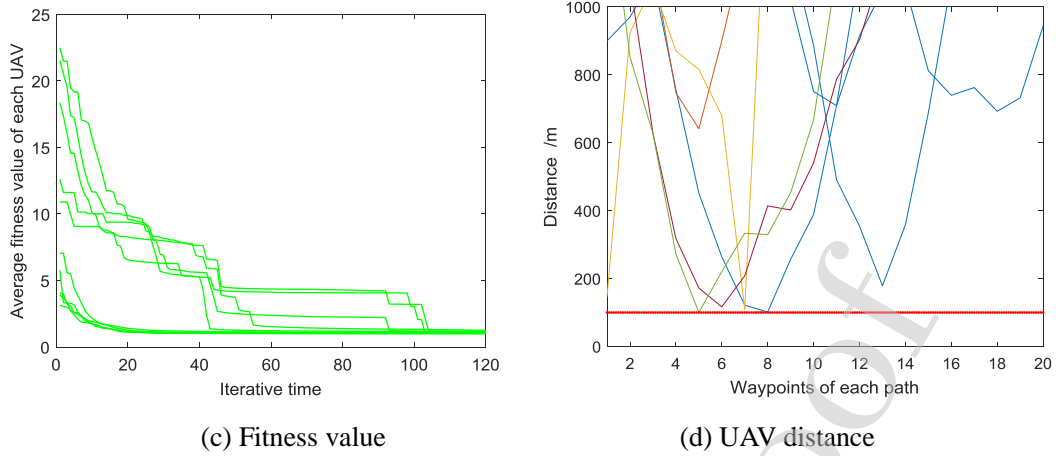 25
20
15
10
5
0
0 20 40 60 80 100 120
Average fitness value of each UAV
Iterative time
(c) Fitness value
1000
800
600
400
200
0
2 4 6 8 10 12 14 16 18 20
Distance /m
Waypoints of each path
(d) UAV distance
oof